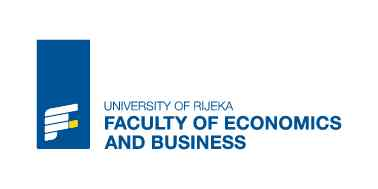 UNIVERSITY OF RIJEKA
FACULTY OF ECONOMICS
AND BUSINESS